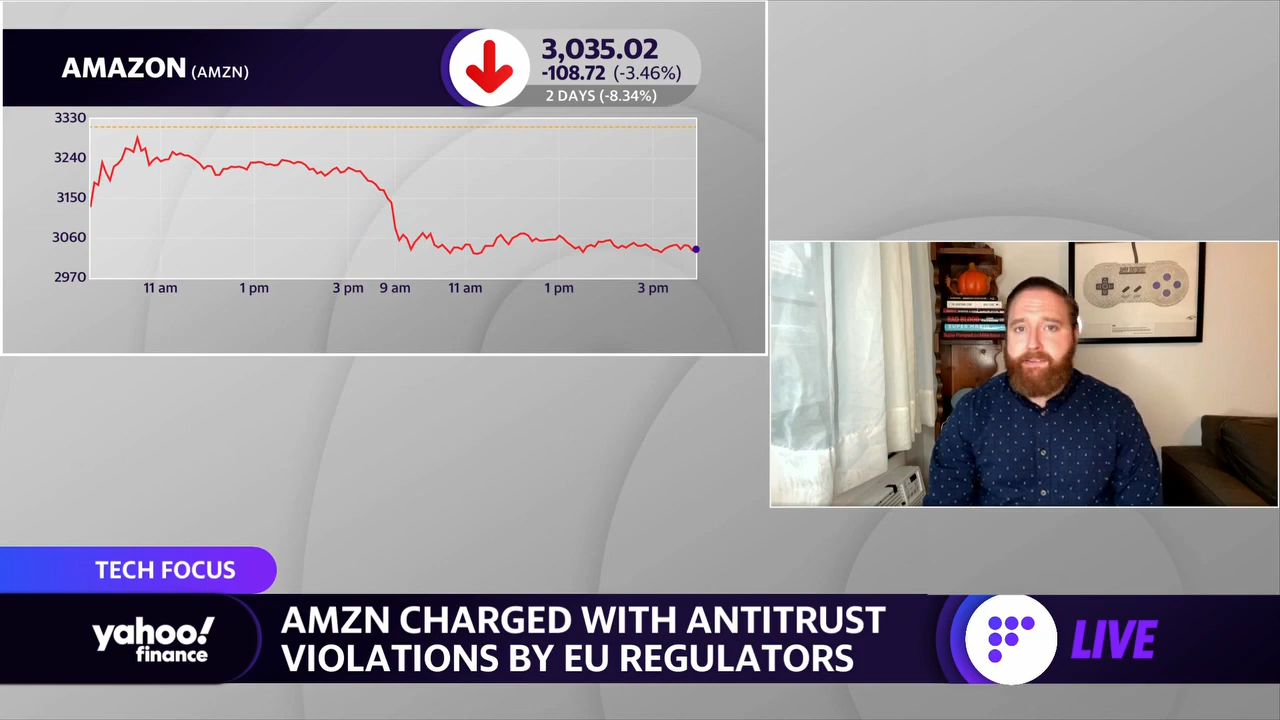 AMAZON (AMZN)
3,035.02
-108.72 (-3.46%)
2 DAYS (-8.34%)
3330
3240
3150
3060
2970
11 am 1 pm 3 pm 9 am 11 am 1 pm 3 pm
BAD BLOOD
TECH FOCUS
yahoo!
finance
AMZN CHARGED WITH ANTITRUST
VIOLATIONS BY EU REGULATORS
LIVE